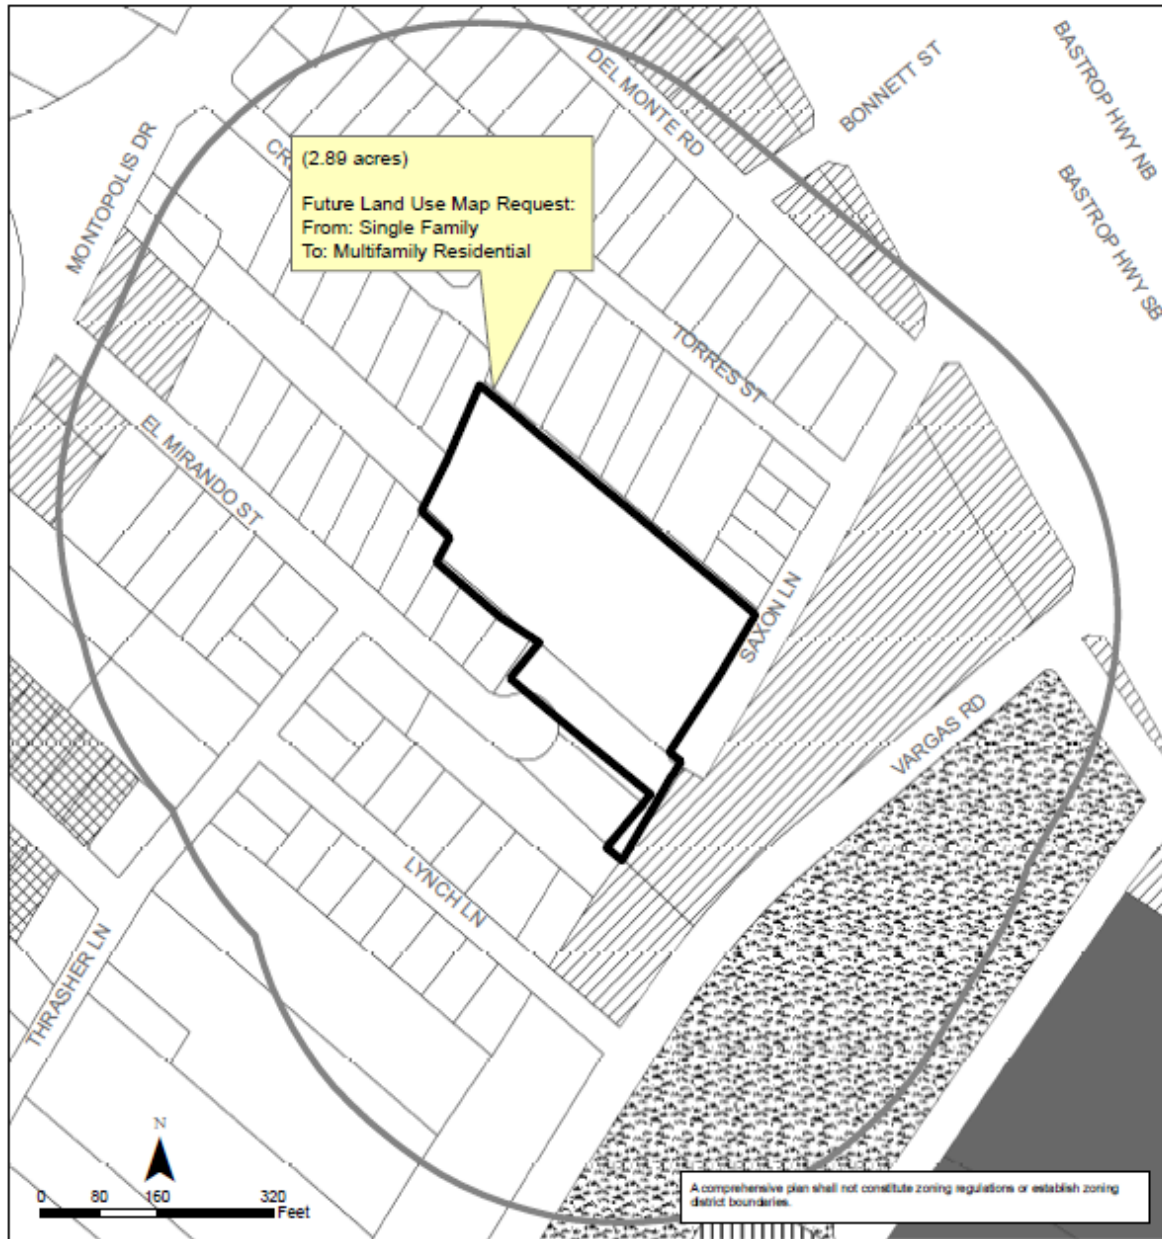 DEL MONTE RD
BONNETT ST
BASTROP HWY NB
BASTROP HWY SB
MONTOPOLIS DR
CR
(2.89 acres)
Future Land Use Map Request:
From: Single Family
To: Multifamily Residential
TORRES ST
EL MIRANDO ST
SAXON LN
VARGAS RD
LYNCH LN
THRASHER LN
N
0 80 160 320
Feet
A comprehensive plan shall not constitute zoning regulations or establish zoning
district boundaries.